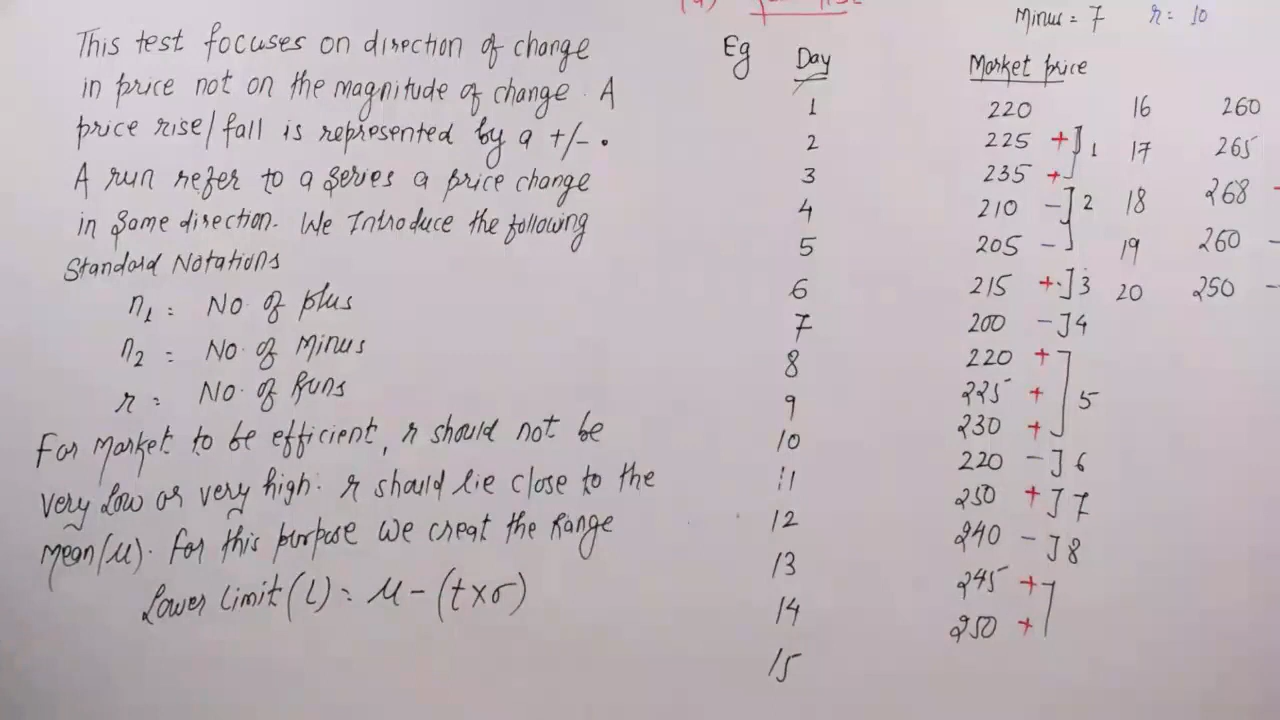 This test focuses on direction of change
in price not on the magnitude of change. A
price rise/fall is represented by a +/-.
A run refer to a series a price change
in same direction. We Introduce the following
Standard Notations
n₁ = No. of plus
n₂ = No. of Minus
r = No. of Runs
For Market to be efficient, r should not be
very low or very high. r should lie close to the
Mean(μ). For this purpose we creat the Range
Lower Limit (L) = μ - (t×σ)
Minus = 7 r = 10
Eg Day Market price
1 220
2 225 + ] 1
3 235 +
4 210 - ] 2
5 205 -
6 215 + ] 3
7 200 - ] 4
8 220 +
9 225 + ] 5
10 230 +
11 220 - ] 6
12 250 + ] 7
13 240 - ] 8
14 245 + ]
15 250 +
16 260
17 265
18 268 +
19 260 -
20 250 -